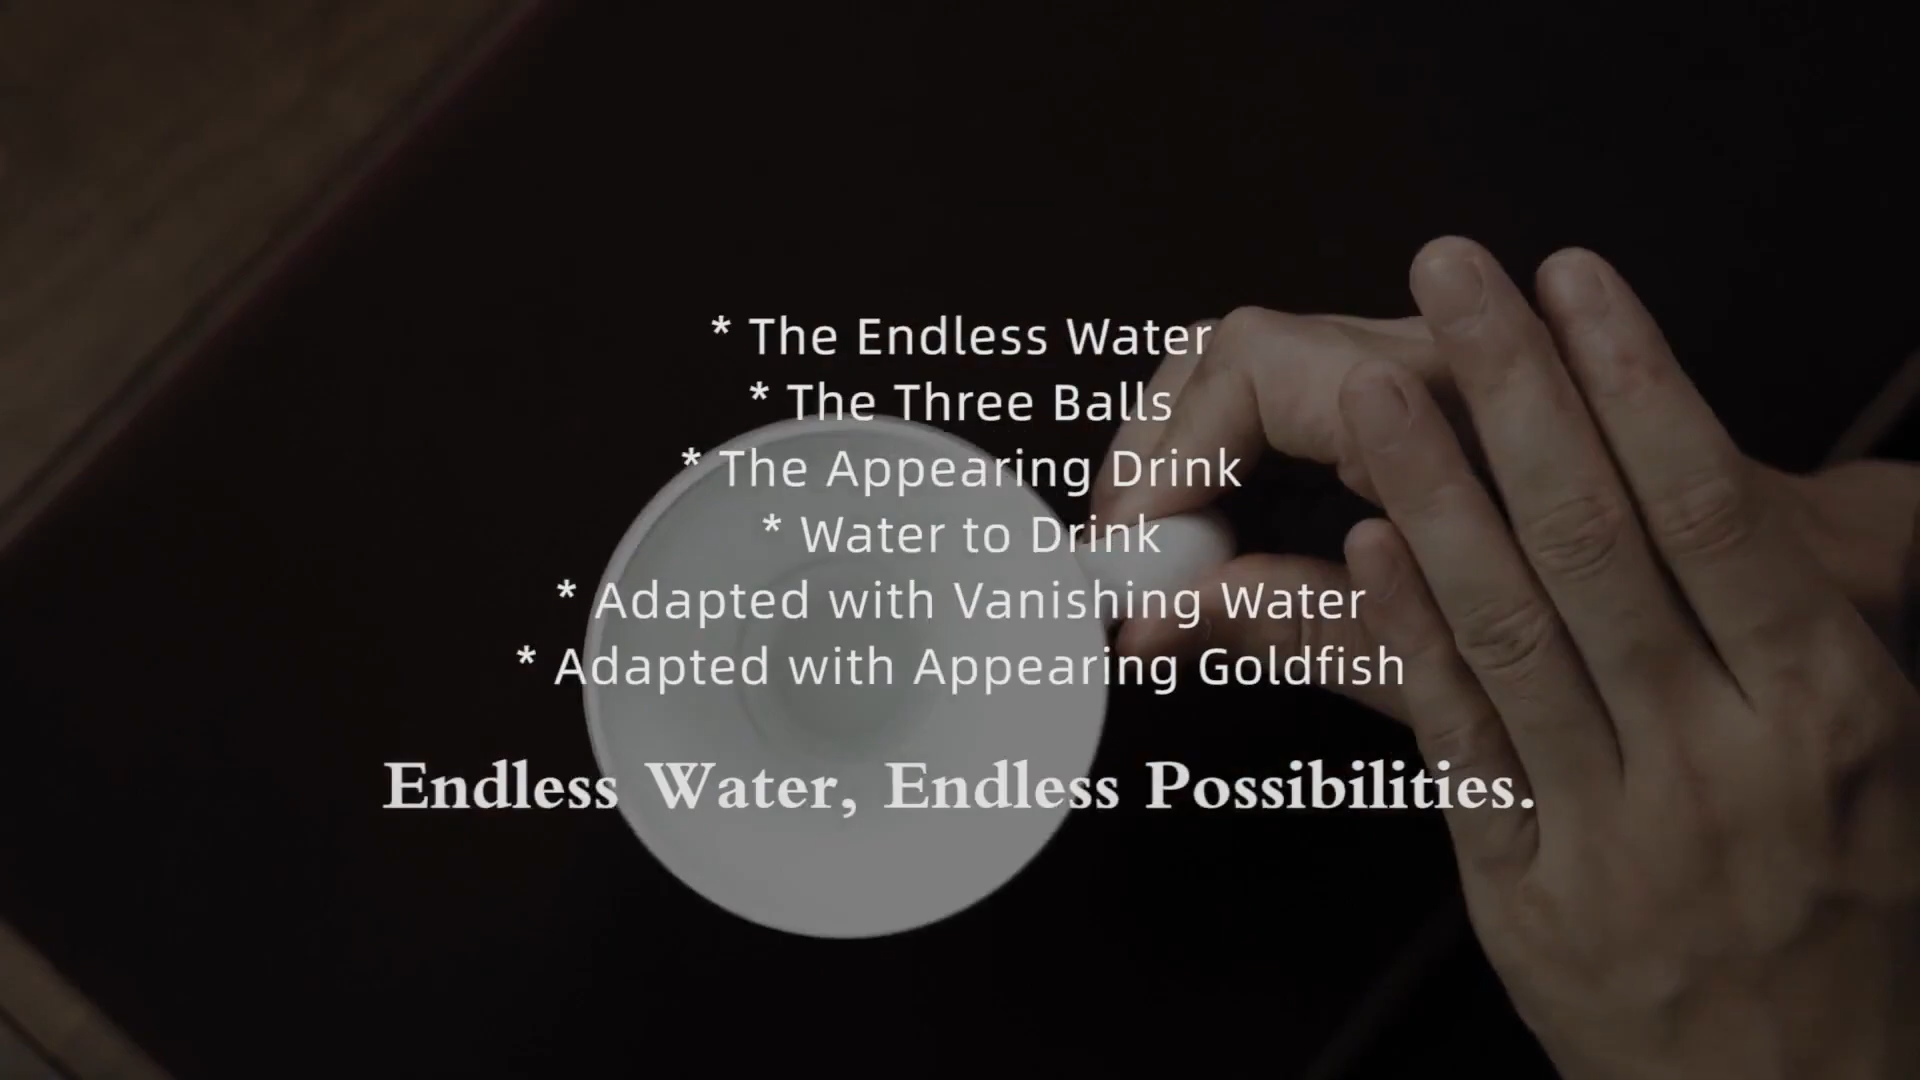 * The Endless Water
* The Three Balls
* The Appearing Drink
* Water to Drink
* Adapted with Vanishing Water
* Adapted with Appearing Goldfish
Endless Water, Endless Possibilities.